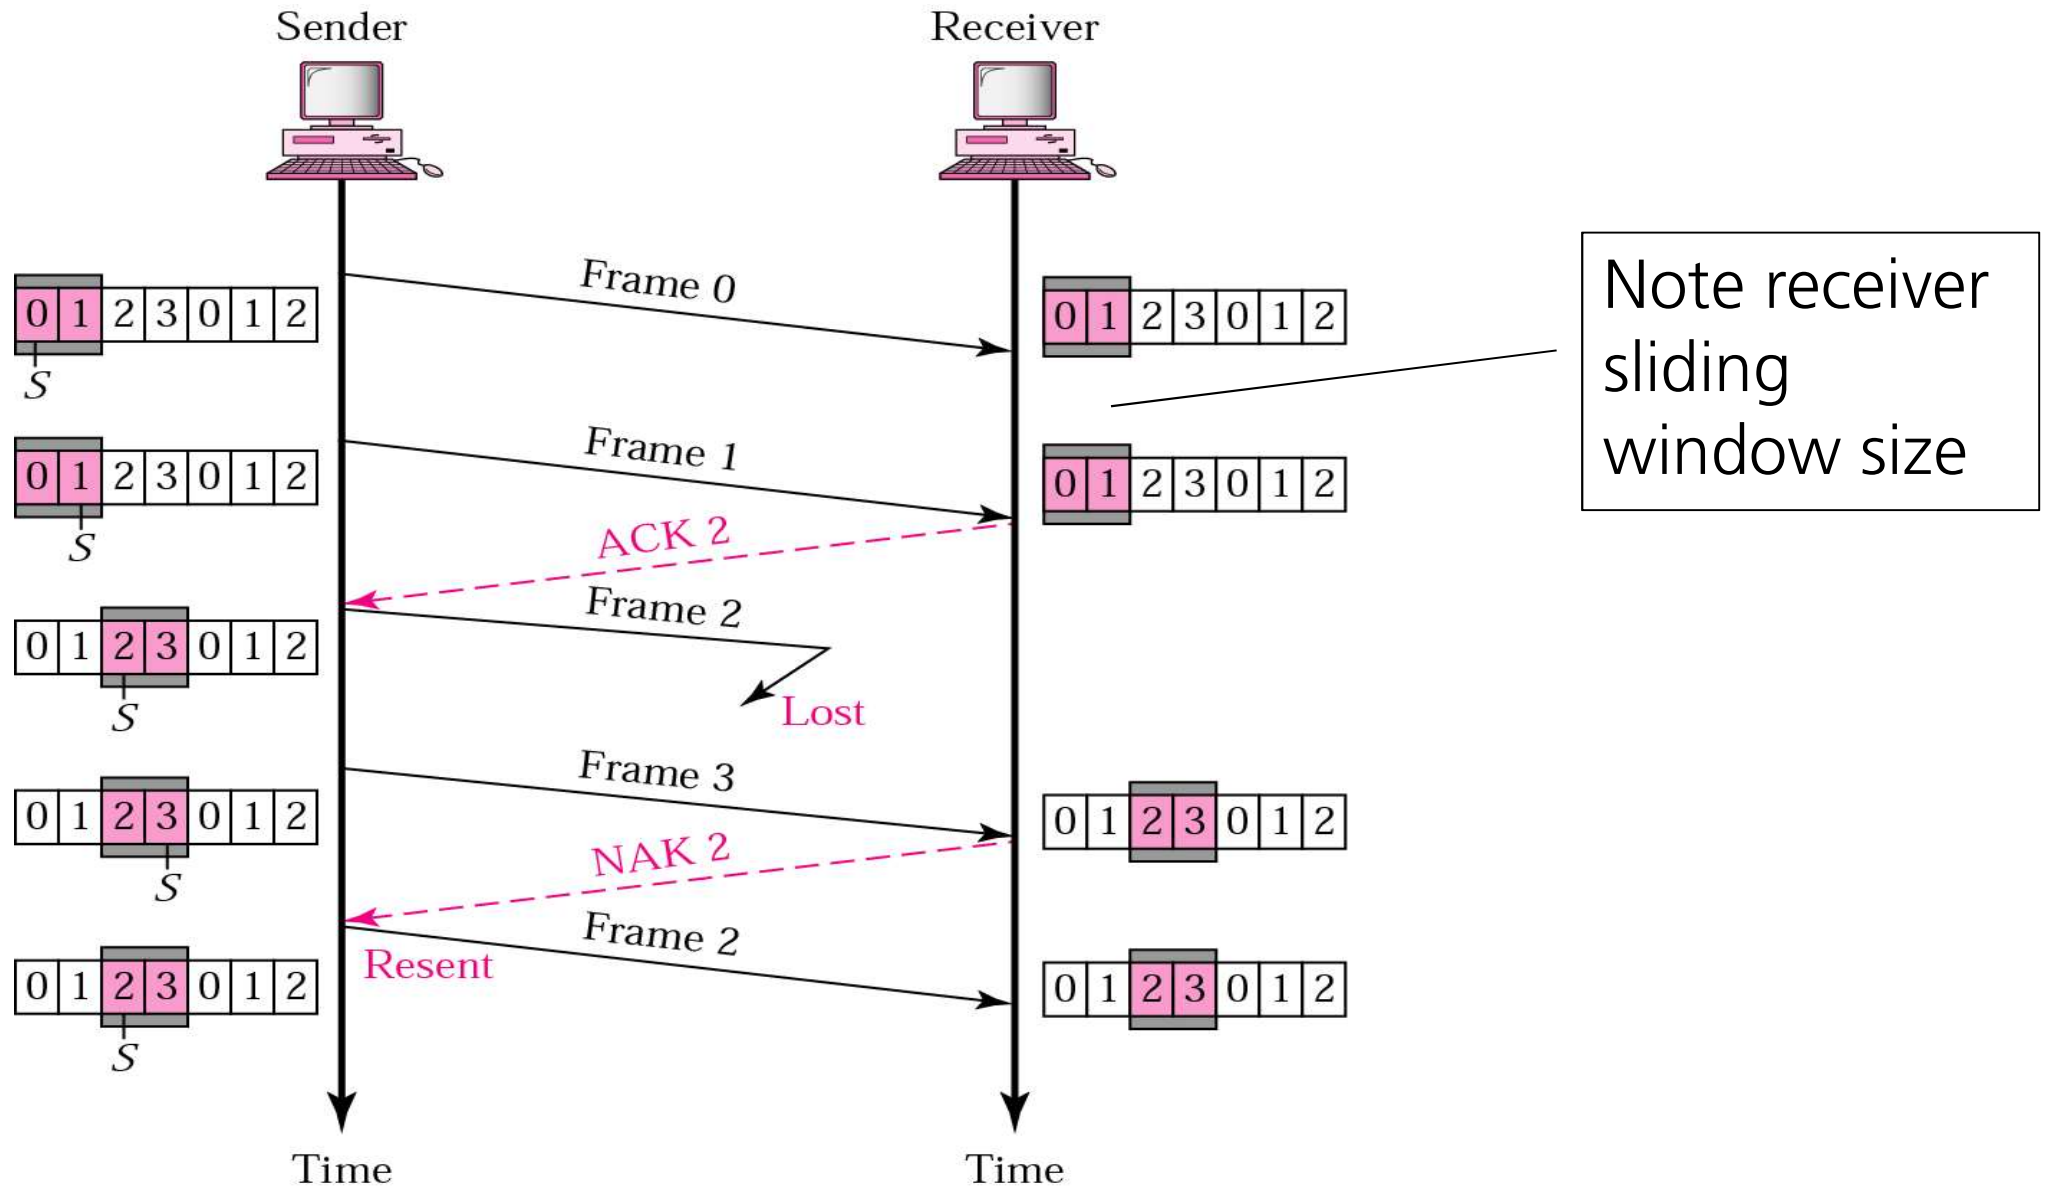 Sender
Receiver
Frame 0
0 1 2 3 0 1 2
S
0 1 2 3 0 1 2
Note receiver
sliding
window size
Frame 1
0 1 2 3 0 1 2
S
0 1 2 3 0 1 2
ACK 2
Frame 2
0 1 2 3 0 1 2
S
Lost
Frame 3
0 1 2 3 0 1 2
S
0 1 2 3 0 1 2
NAK 2
Frame 2
Resent
0 1 2 3 0 1 2
S
0 1 2 3 0 1 2
Time
Time